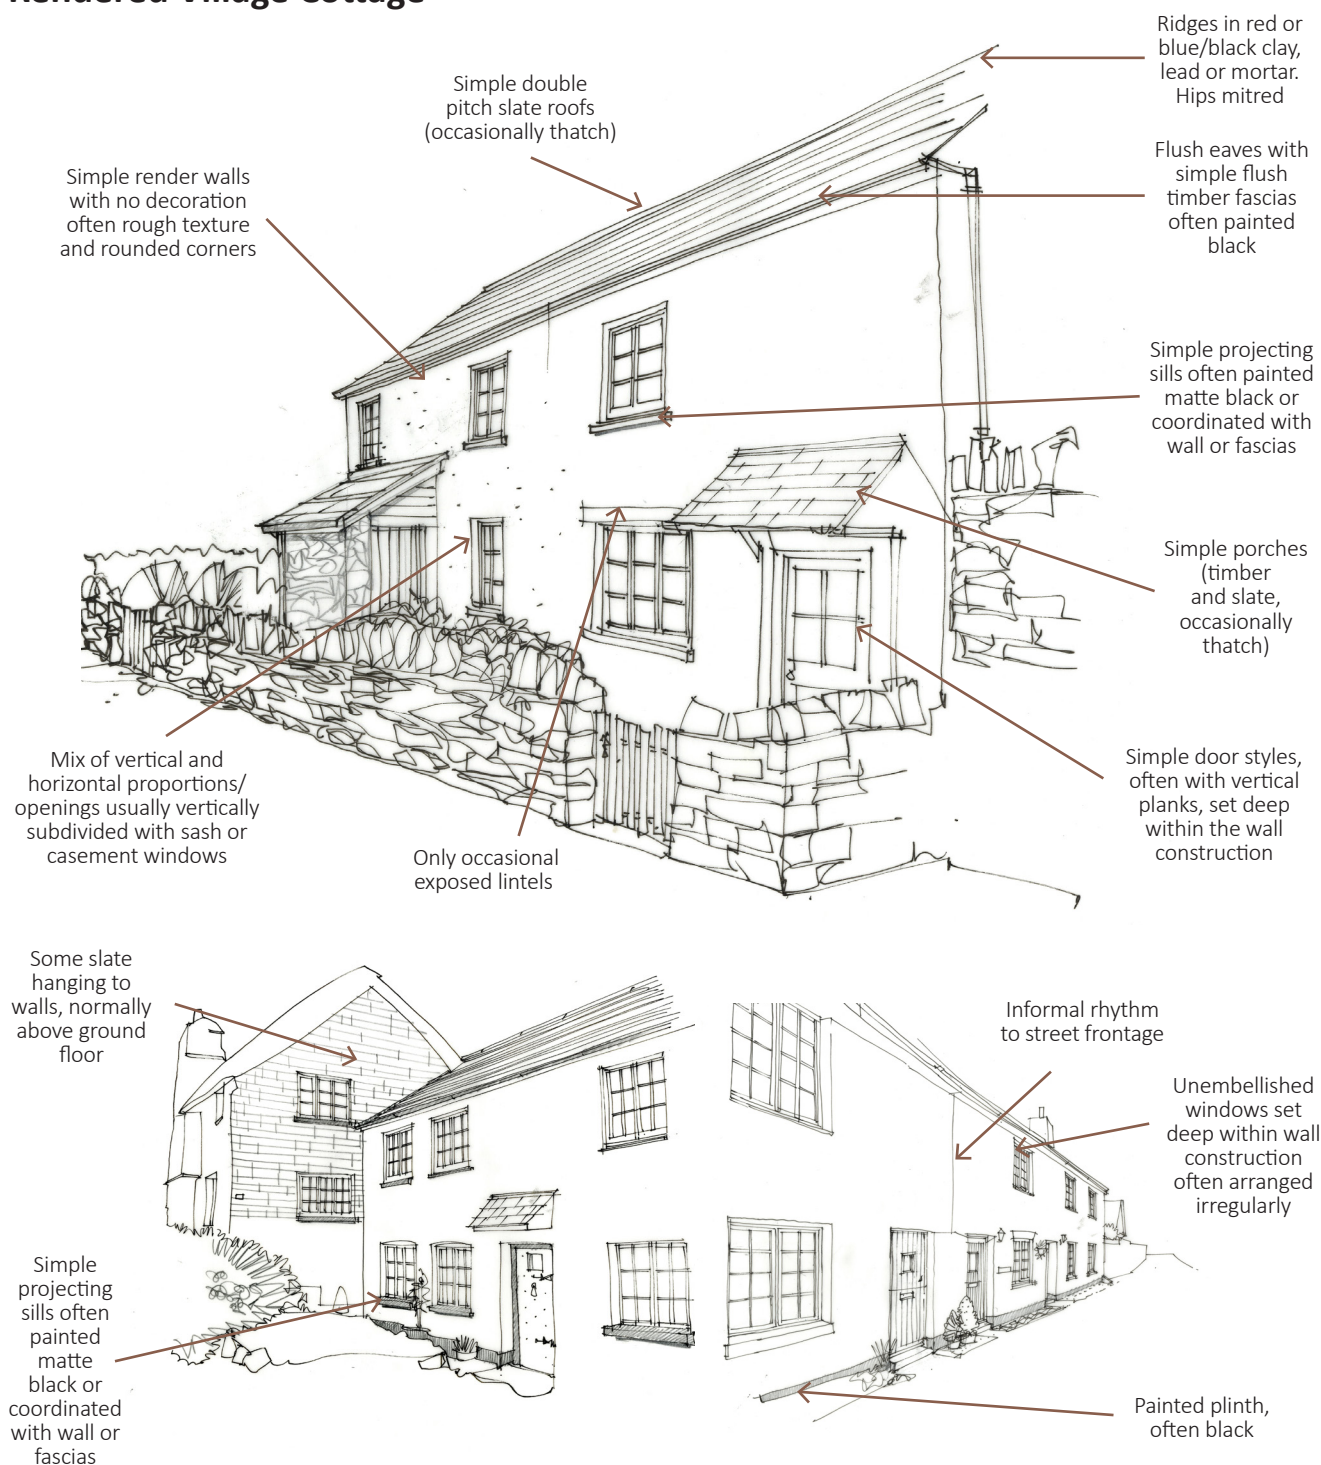 Rendered Village Cottage
Ridges in red or
blue/black clay,
lead or mortar.
Hips mitred
Simple double
pitch slate roofs
(occasionally thatch)
Flush eaves with
simple flush
timber fascias
often painted
black
Simple render walls
with no decoration
often rough texture
and rounded corners
Simple projecting
sills often painted
matte black or
coordinated with
wall or fascias
Simple porches
(timber
and slate,
occasionally
thatch)
Mix of vertical and
horizontal proportions/
openings usually vertically
subdivided with sash or
casement windows
Only occasional
exposed lintels
Simple door styles,
often with vertical
planks, set deep
within the wall
construction
Some slate
hanging to
walls, normally
above ground
floor
Informal rhythm
to street frontage
Unembellished
windows set
deep within wall
construction
often arranged
irregularly
Simple
projecting
sills often
painted
matte
black or
coordinated
with wall or
fascias
Painted plinth,
often black